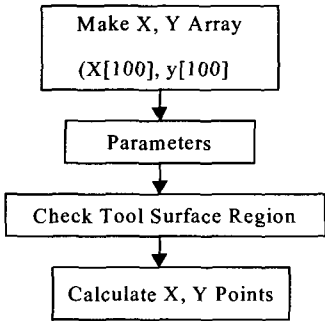 Make X, Y Array
(X[100], y[100]
Parameters
Check Tool Surface Region
Calculate X, Y Points